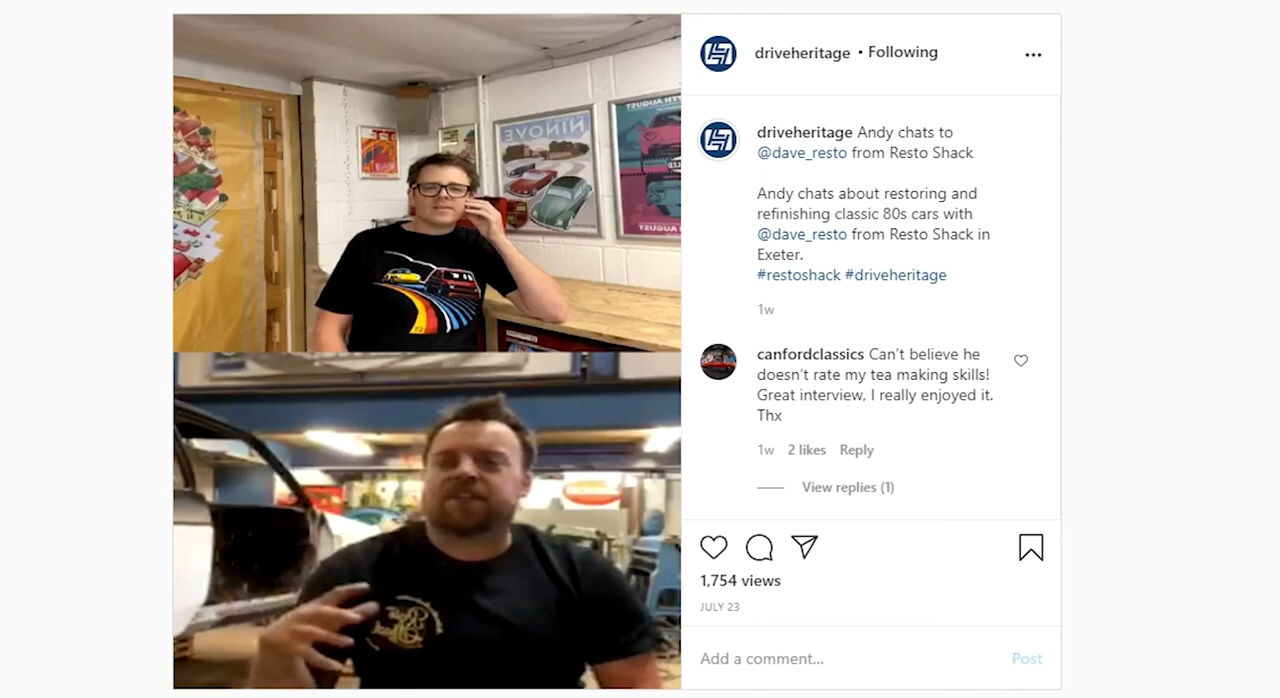 driveheritage • Following
driveheritage Andy chats to
@dave_resto from Resto Shack
Andy chats about restoring and
refinishing classic 80s cars with
@dave_resto from Resto Shack in
Exeter.
#restoshack #driveheritage
1w
canfordclassics Can’t believe he
doesn’t rate my tea making skills!
Great interview, I really enjoyed it.
Thx
1w 2 likes Reply
View replies (1)
1,754 views
JULY 23
Add a comment... Post
NINOVE
AUGUST
AUGUST